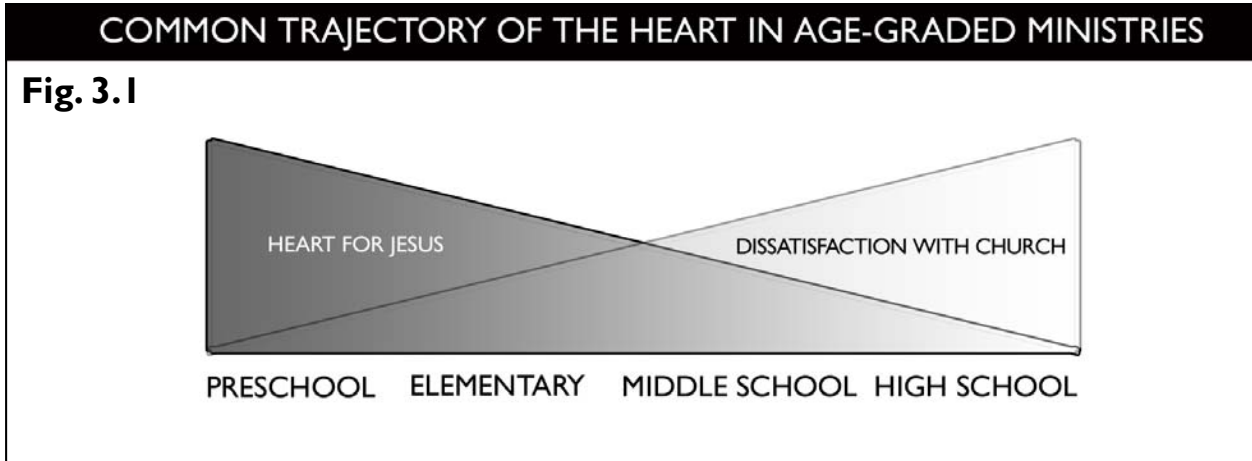 COMMON TRAJECTORY OF THE HEART IN AGE-GRADED MINISTRIES
Fig. 3.1
HEART FOR JESUS
DISSATISFACTION WITH CHURCH
PRESCHOOL ELEMENTARY MIDDLE SCHOOL HIGH SCHOOL